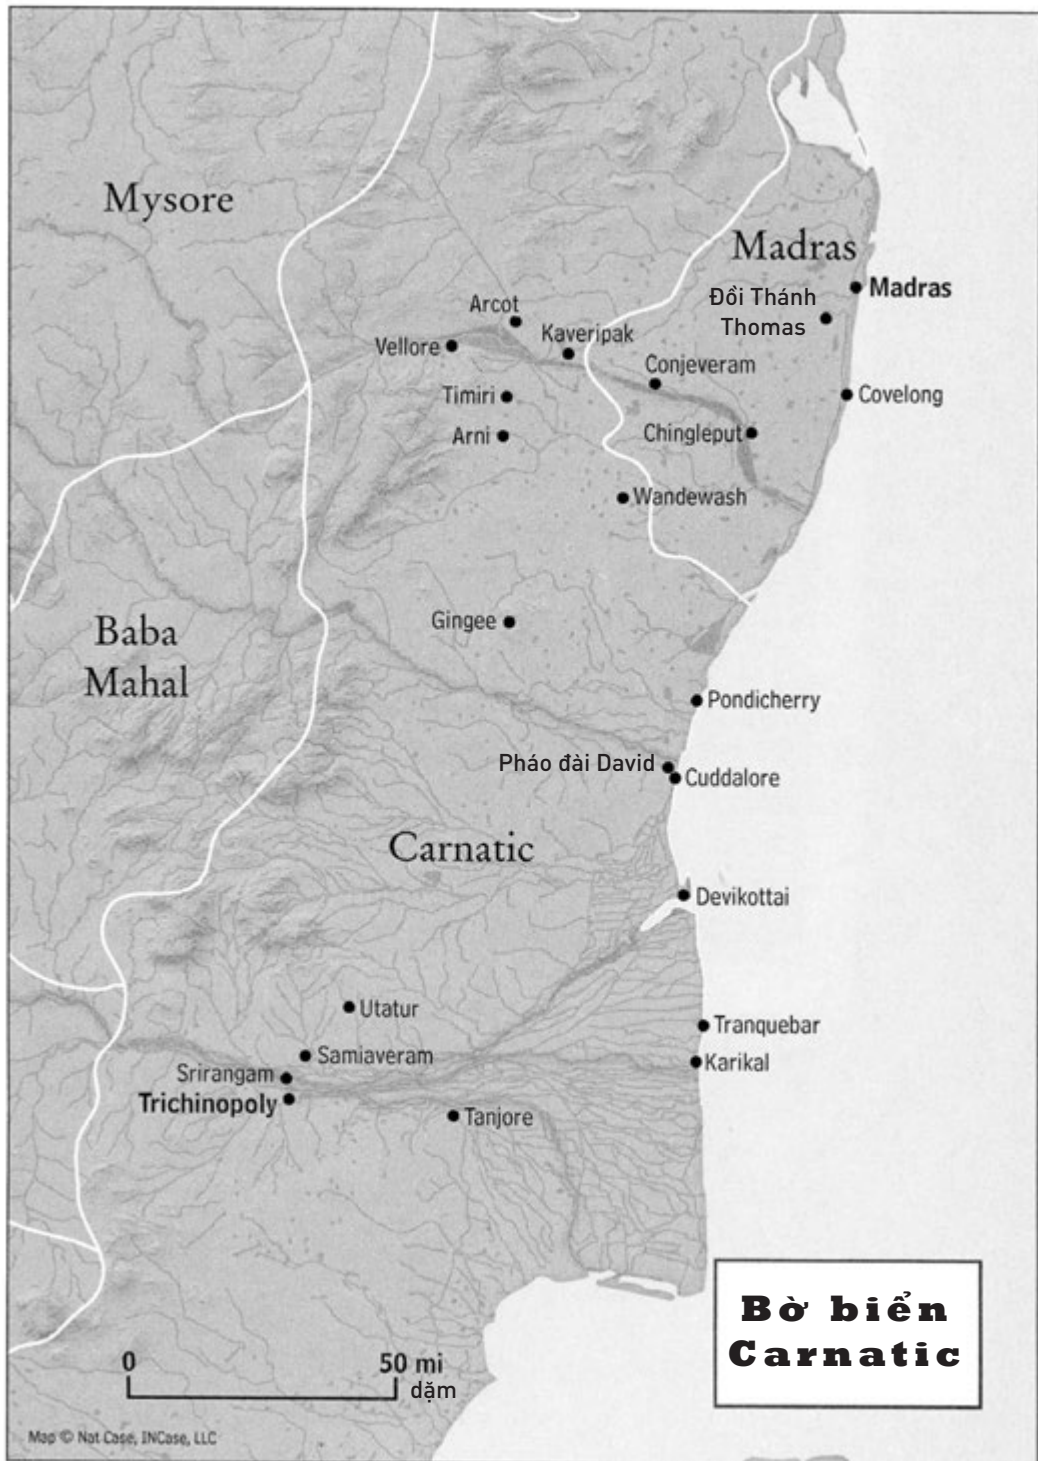 Mysore
Madras
Madras
Đồi Thánh
Thomas
Arcot
Kaveripak
Vellore
Conjeveram
Timiri
Covelong
Arni
Chingleput
Wandewash
Gingee
Baba
Mahal
Pondicherry
Pháo đài David
Cuddalore
Carnatic
Devikottai
Utatur
Tranquebar
Samiaveram
Karikal
Srirangam
Trichinopoly
Tanjore
Bờ biển
Carnatic
0 50 mi
dặm
Map © Nat Case, INCase, LLC